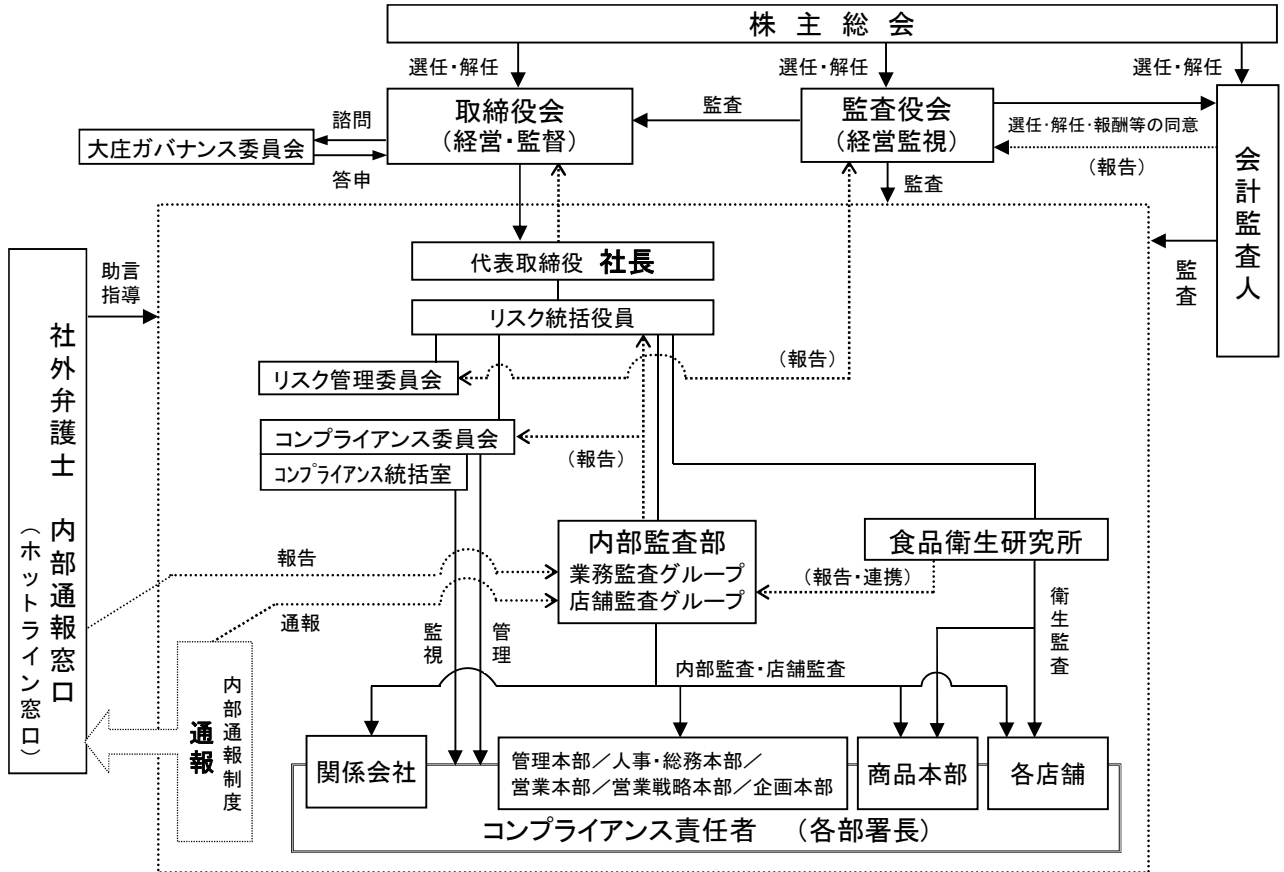 株主総会
選任・解任
選任・解任
選任・解任
取締役会
（経営・監督）
監査
監査役会
（経営監視）
選任・解任・報酬等の同意
（報告）
会計監査人
諮問
大庄ガバナンス委員会
答申
監査
監査
代表取締役 社長
助言
指導
リスク統括役員
（報告）
リスク管理委員会
コンプライアンス委員会
（報告）
コンプライアンス統括室
社外弁護士 内部通報窓口
（ホットライン窓口）
内部監査部
業務監査グループ
店舗監査グループ
食品衛生研究所
報告
（報告・連携）
通報
監視
管理
衛生監査
内部監査・店舗監査
内部通報制度
通報
関係会社
管理本部／人事・総務本部／
営業本部／営業戦略本部／企画本部
商品本部
各店舗
コンプライアンス責任者 （各部署長）